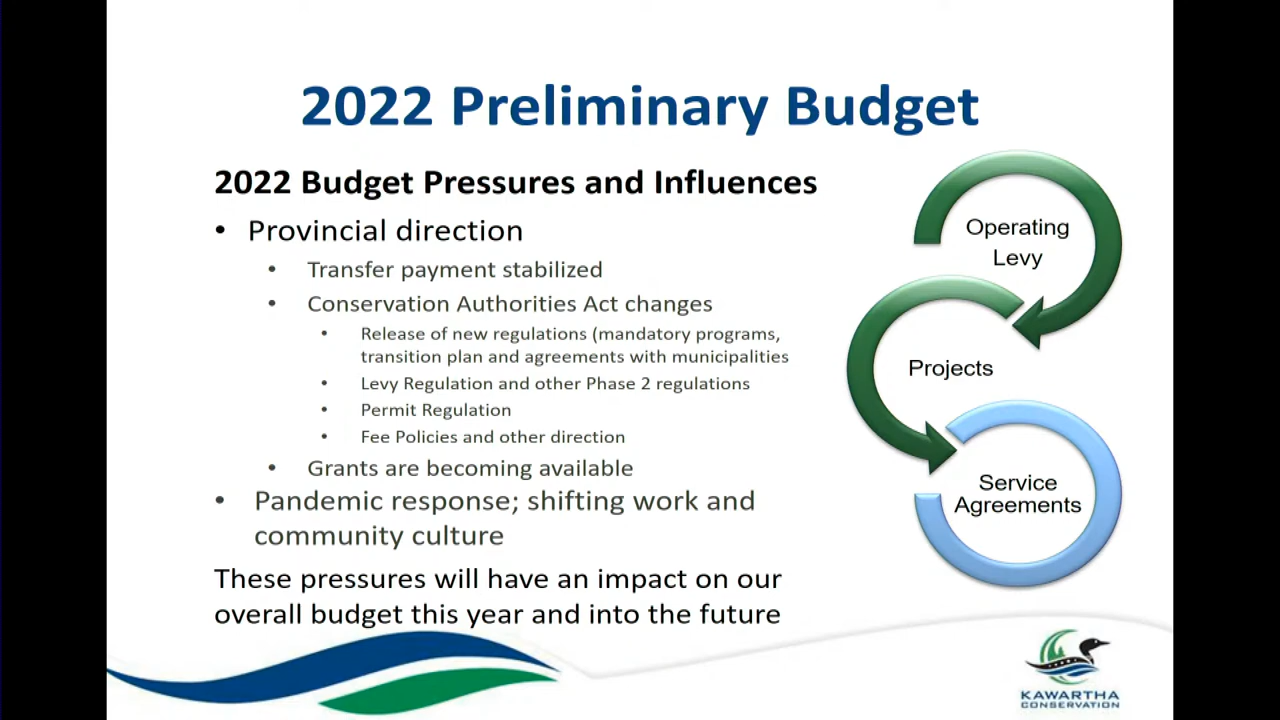 2022 Preliminary Budget
2022 Budget Pressures and Influences
• Provincial direction
• Transfer payment stabilized
• Conservation Authorities Act changes
• Release of new regulations (mandatory programs,
transition plan and agreements with municipalities
• Levy Regulation and other Phase 2 regulations
• Permit Regulation
• Fee Policies and other direction
• Grants are becoming available
• Pandemic response; shifting work and
community culture
These pressures will have an impact on our
overall budget this year and into the future
Operating
Levy
Projects
Service
Agreements
KAWARTHA
CONSERVATION